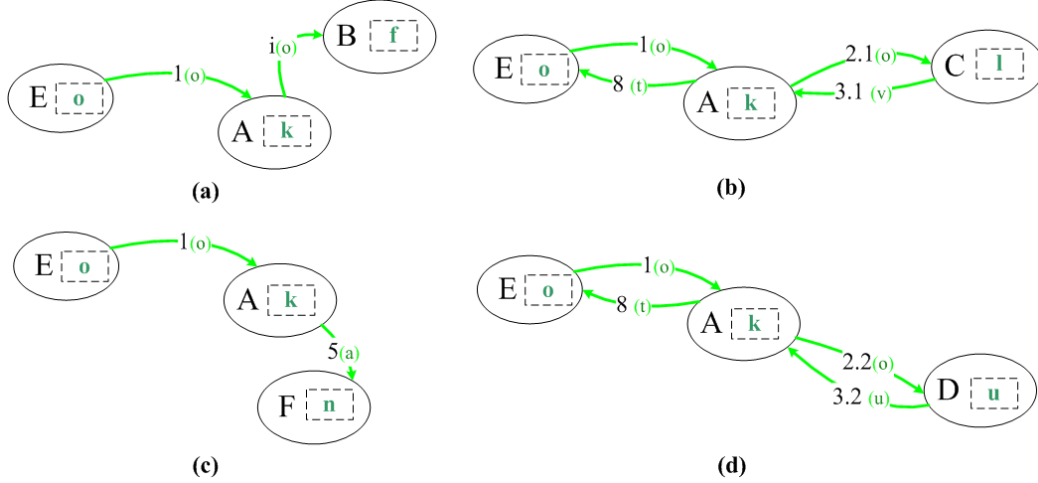 B f
i(o)
1(o)
E o
A k
(a)
1(o)
2.1(o)
E o
C l
8 (t)
A k
3.1 (v)
(b)
1(o)
E o
A k
5(a)
F n
(c)
1(o)
E o
8 (t)
A k
2.2(o)
3.2 (u)
D u
(d)